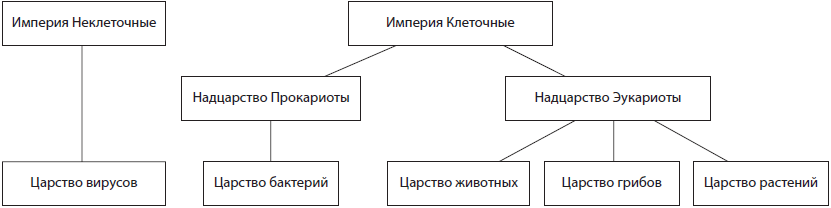 Империя Неклеточные
Империя Клеточные
Надцарство Прокариоты
Надцарство Эукариоты
Царство вирусов
Царство бактерий
Царство животных
Царство грибов
Царство растений